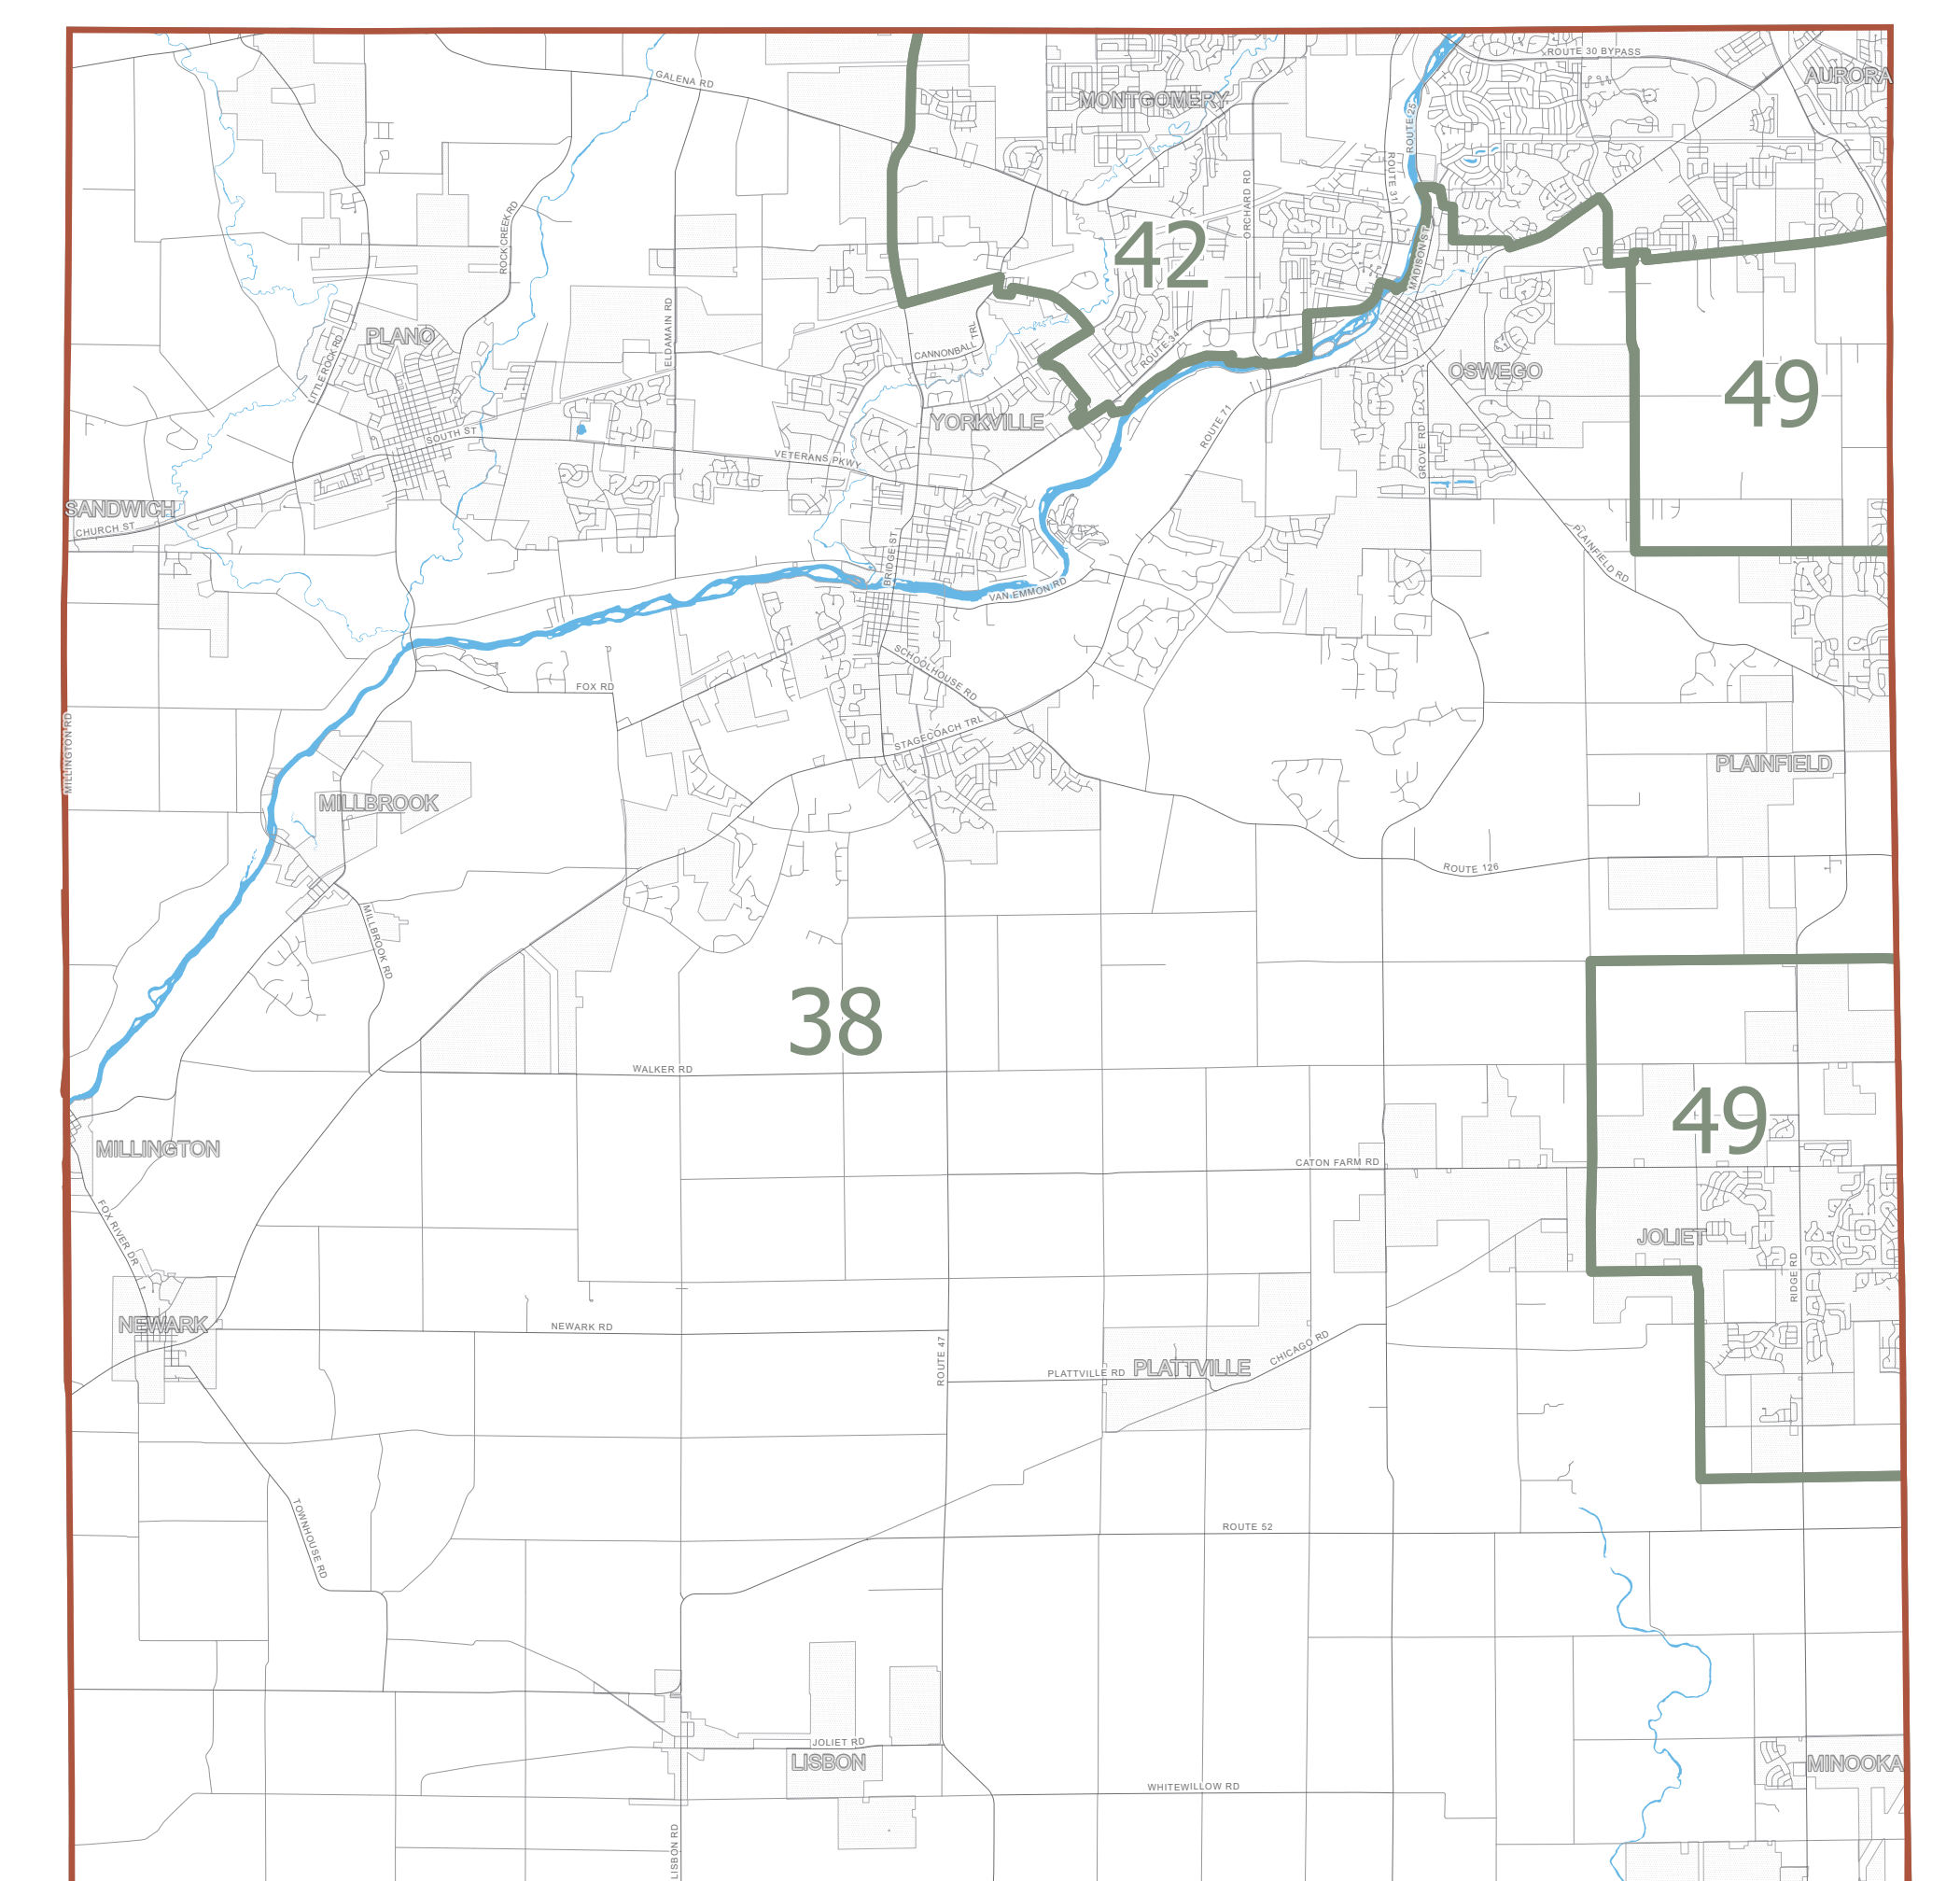 ROUTE 30 BYPASS
GALENA RD
AURORA
MONTGOMERY
ROUTE 25
ROUTE 31
ORCHARD RD
ROCK CREEK RD
42
MADISON ST
ELDAMAIN RD
PLANO
LITTLE ROCK RD
CANNONBALL TRL
ROUTE 34
OSWEGO
49
YORKVILLE
ROUTE 71
SOUTH ST
GROVE RD
VETERANS PKWY
SANDWICH
CHURCH ST
PLAINFIELD RD
BRIDGE ST
VAN EMMON RD
SCHOOLHOUSE RD
FOX RD
STAGECOACH TRL
MILLINGTON RD
PLAINFIELD
MILLBROOK
ROUTE 126
MILLBROOK RD
38
WALKER RD
49
MILLINGTON
CATON FARM RD
FOX RIVER DR
JOLIET
RIDGE RD
NEWARK
NEWARK RD
ROUTE 47
CHICAGO RD
PLATTVILLE RD
PLATTVILLE
ROUTE 52
TOWNHOUSE RD
JOLIET RD
LISBON
MINOOKA
WHITEWILLOW RD
LISBON RD